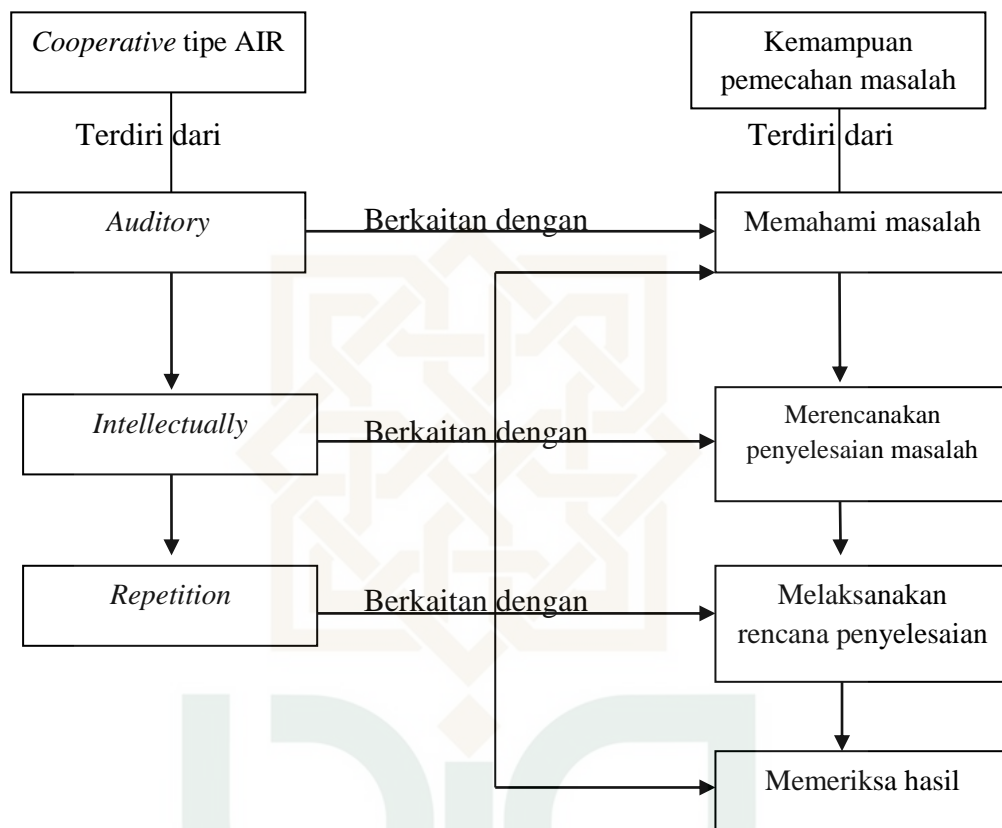 Cooperative tipe AIR
Kemampuan
pemecahan masalah
Terdiri dari
Terdiri dari
Auditory
Berkaitan dengan
Memahami masalah
Intellectually
Berkaitan dengan
Merencanakan
penyelesaian masalah
Repetition
Berkaitan dengan
Melaksanakan
rencana penyelesaian
Memeriksa hasil